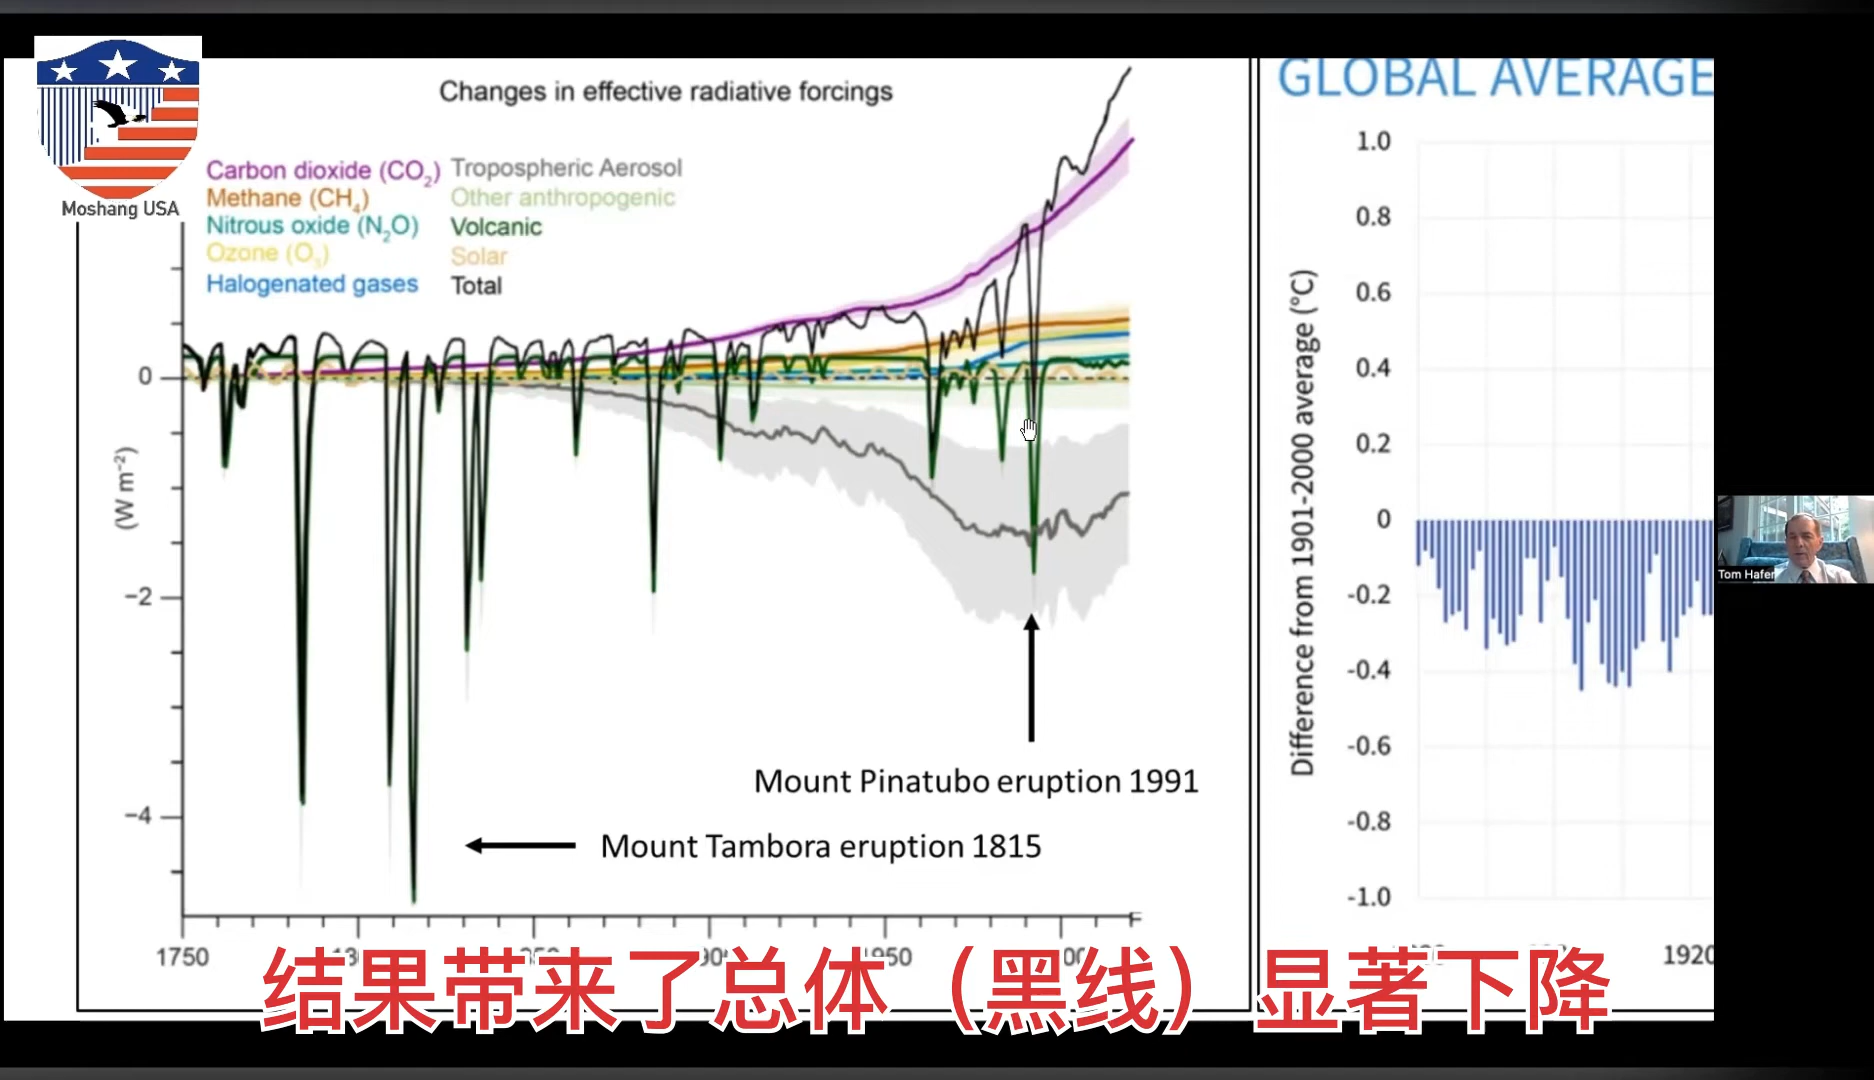 Moshang USA
Changes in effective radiative forcings
Carbon dioxide (CO₂)
Methane (CH₄)
Nitrous oxide (N₂O)
Ozone (O₃)
Halogenated gases
Tropospheric Aerosol
Other anthropogenic
Volcanic
Solar
Total
(W m⁻²)
0
−2
−4
Mount Pinatubo eruption 1991
Mount Tambora eruption 1815
1750
GLOBAL AVERAGE
Difference from 1901-2000 average (°C)
1.0
0.8
0.6
0.4
0.2
0
-0.2
-0.4
-0.6
-0.8
-1.0
1920
Tom Hafer
结果带来了总体（黑线）显著下降